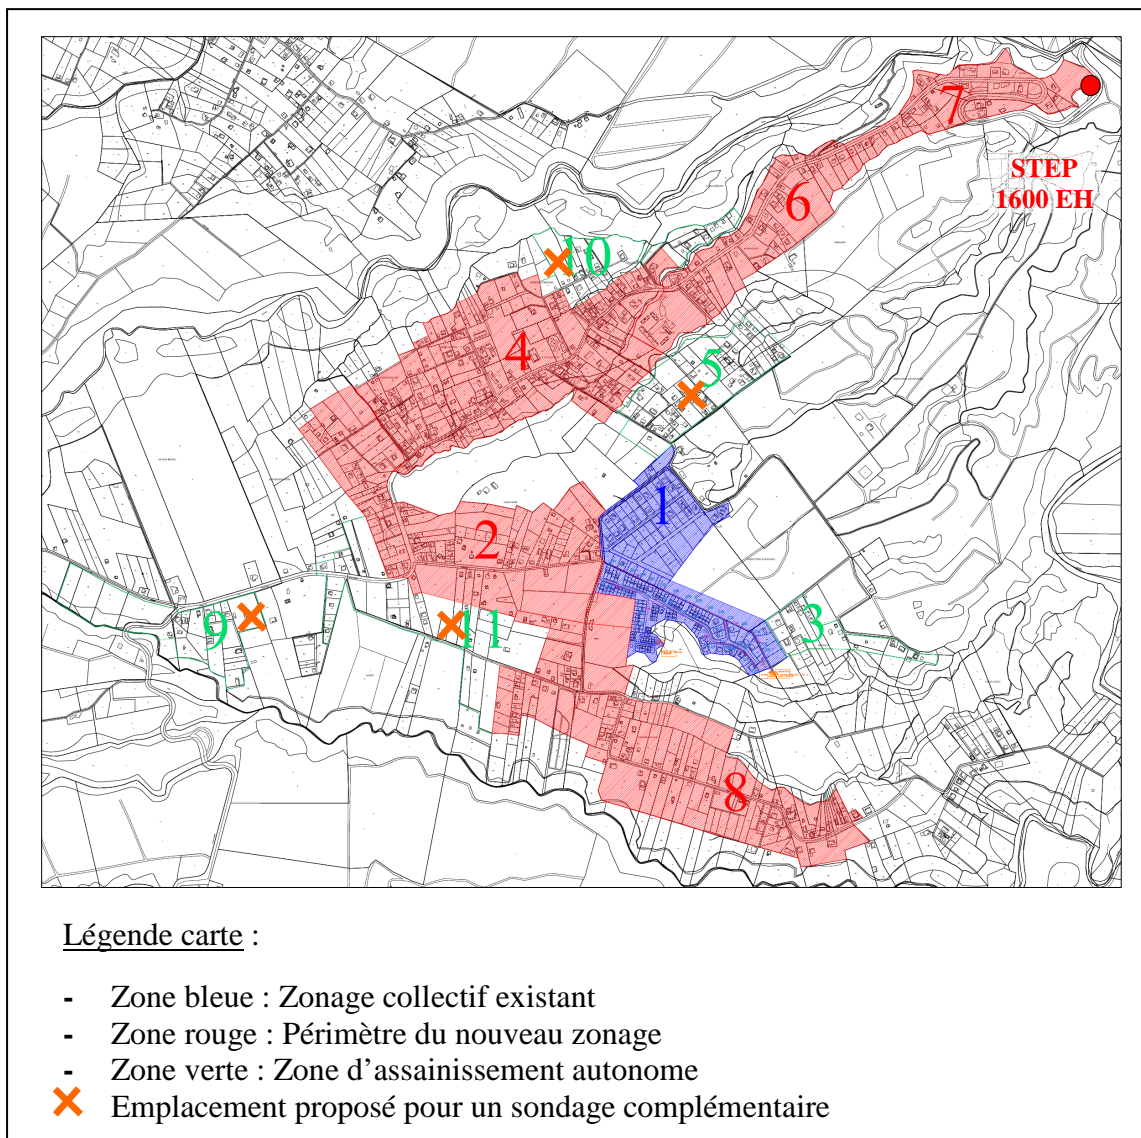 7
STEP
1600 EH
6
10
4
5
1
2
3
9
11
8
Légende carte :
- Zone bleue : Zonage collectif existant
- Zone rouge : Périmètre du nouveau zonage
- Zone verte : Zone d’assainissement autonome
Emplacement proposé pour un sondage complémentaire